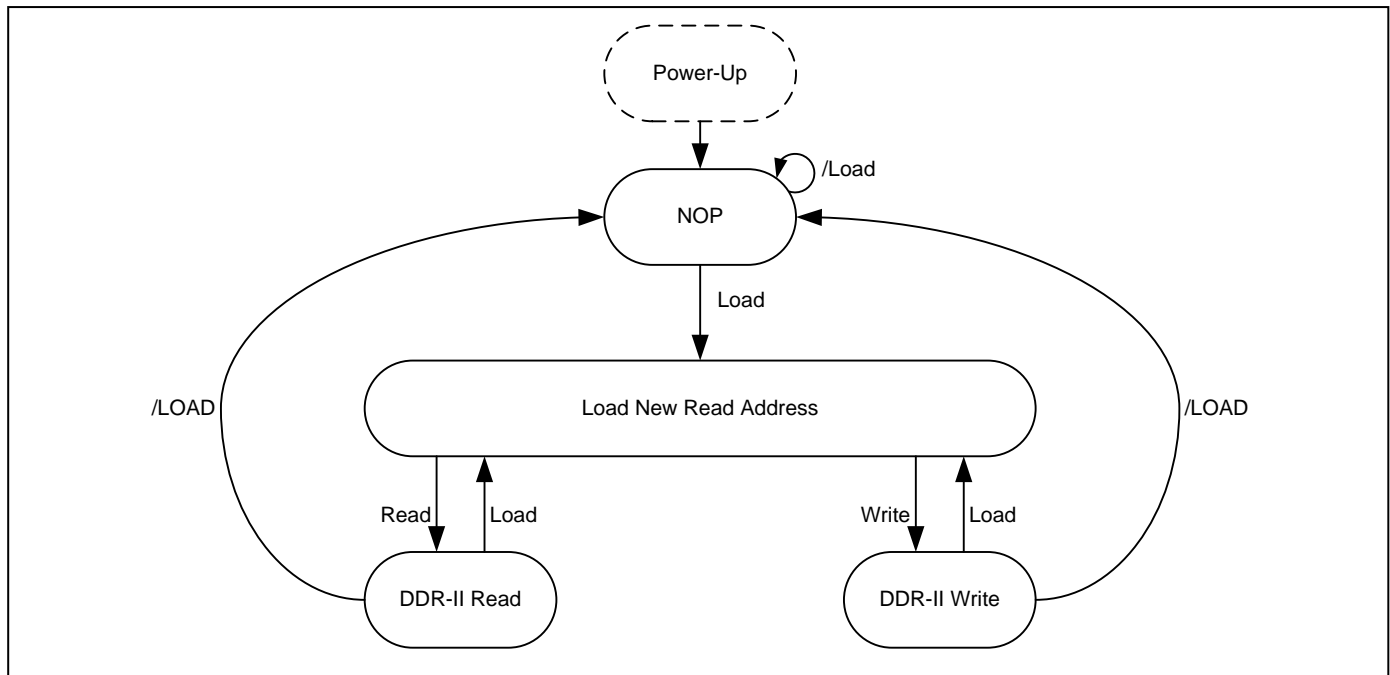 Power-Up
/Load
NOP
Load
Load New Read Address
/LOAD
/LOAD
Read
Load
Write
Load
DDR-II Read
DDR-II Write